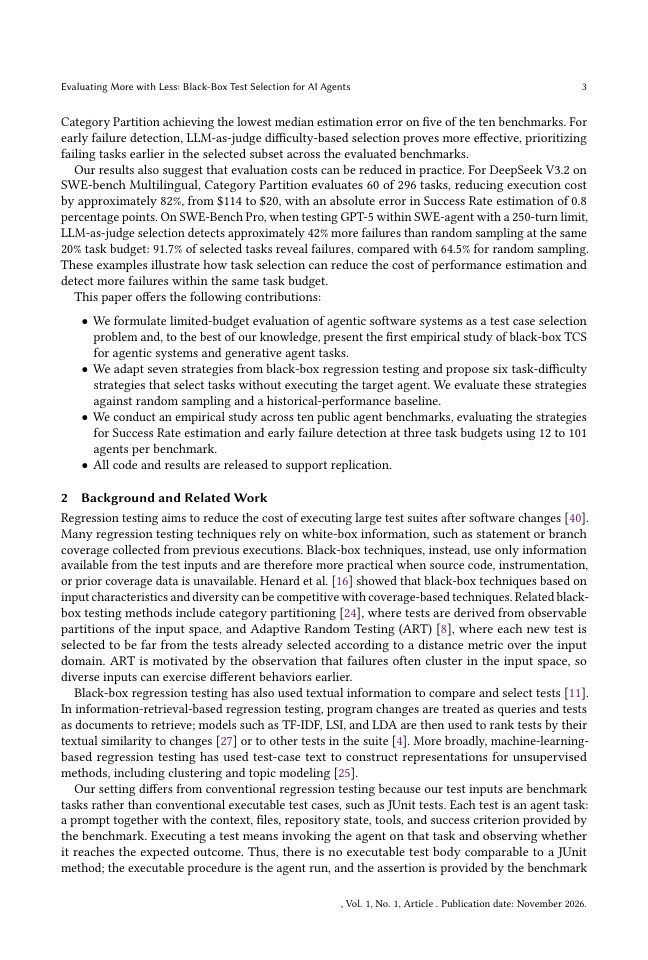 Evaluating More with Less: Black-Box Test Selection for AI Agents 3
Category Partition achieving the lowest median estimation error on five of the ten benchmarks. For
early failure detection, LLM-as-judge difficulty-based selection proves more effective, prioritizing
failing tasks earlier in the selected subset across the evaluated benchmarks.
Our results also suggest that evaluation costs can be reduced in practice. For DeepSeek V3.2 on
SWE-bench Multilingual, Category Partition evaluates 60 of 296 tasks, reducing execution cost
by approximately 82%, from $114 to $20, with an absolute error in Success Rate estimation of 0.8
percentage points. On SWE-Bench Pro, when testing GPT-5 within SWE-agent with a 250-turn limit,
LLM-as-judge selection detects approximately 42% more failures than random sampling at the same
20% task budget: 91.7% of selected tasks reveal failures, compared with 64.5% for random sampling.
These examples illustrate how task selection can reduce the cost of performance estimation and
detect more failures within the same task budget.
This paper offers the following contributions:
• We formulate limited-budget evaluation of agentic software systems as a test case selection
problem and, to the best of our knowledge, present the first empirical study of black-box TCS
for agentic systems and generative agent tasks.
• We adapt seven strategies from black-box regression testing and propose six task-difficulty
strategies that select tasks without executing the target agent. We evaluate these strategies
against random sampling and a historical-performance baseline.
• We conduct an empirical study across ten public agent benchmarks, evaluating the strategies
for Success Rate estimation and early failure detection at three task budgets using 12 to 101
agents per benchmark.
• All code and results are released to support replication.
2 Background and Related Work
Regression testing aims to reduce the cost of executing large test suites after software changes [40].
Many regression testing techniques rely on white-box information, such as statement or branch
coverage collected from previous executions. Black-box techniques, instead, use only information
available from the test inputs and are therefore more practical when source code, instrumentation,
or prior coverage data is unavailable. Henard et al. [16] showed that black-box techniques based on
input characteristics and diversity can be competitive with coverage-based techniques. Related black-
box testing methods include category partitioning [24], where tests are derived from observable
partitions of the input space, and Adaptive Random Testing (ART) [8], where each new test is
selected to be far from the tests already selected according to a distance metric over the input
domain. ART is motivated by the observation that failures often cluster in the input space, so
diverse inputs can exercise different behaviors earlier.
Black-box regression testing has also used textual information to compare and select tests [11].
In information-retrieval-based regression testing, program changes are treated as queries and tests
as documents to retrieve; models such as TF-IDF, LSI, and LDA are then used to rank tests by their
textual similarity to changes [27] or to other tests in the suite [4]. More broadly, machine-learning-
based regression testing has used test-case text to construct representations for unsupervised
methods, including clustering and topic modeling [25].
Our setting differs from conventional regression testing because our test inputs are benchmark
tasks rather than conventional executable test cases, such as JUnit tests. Each test is an agent task:
a prompt together with the context, files, repository state, tools, and success criterion provided by
the benchmark. Executing a test means invoking the agent on that task and observing whether
it reaches the expected outcome. Thus, there is no executable test body comparable to a JUnit
method; the executable procedure is the agent run, and the assertion is provided by the benchmark
, Vol. 1, No. 1, Article . Publication date: November 2026.